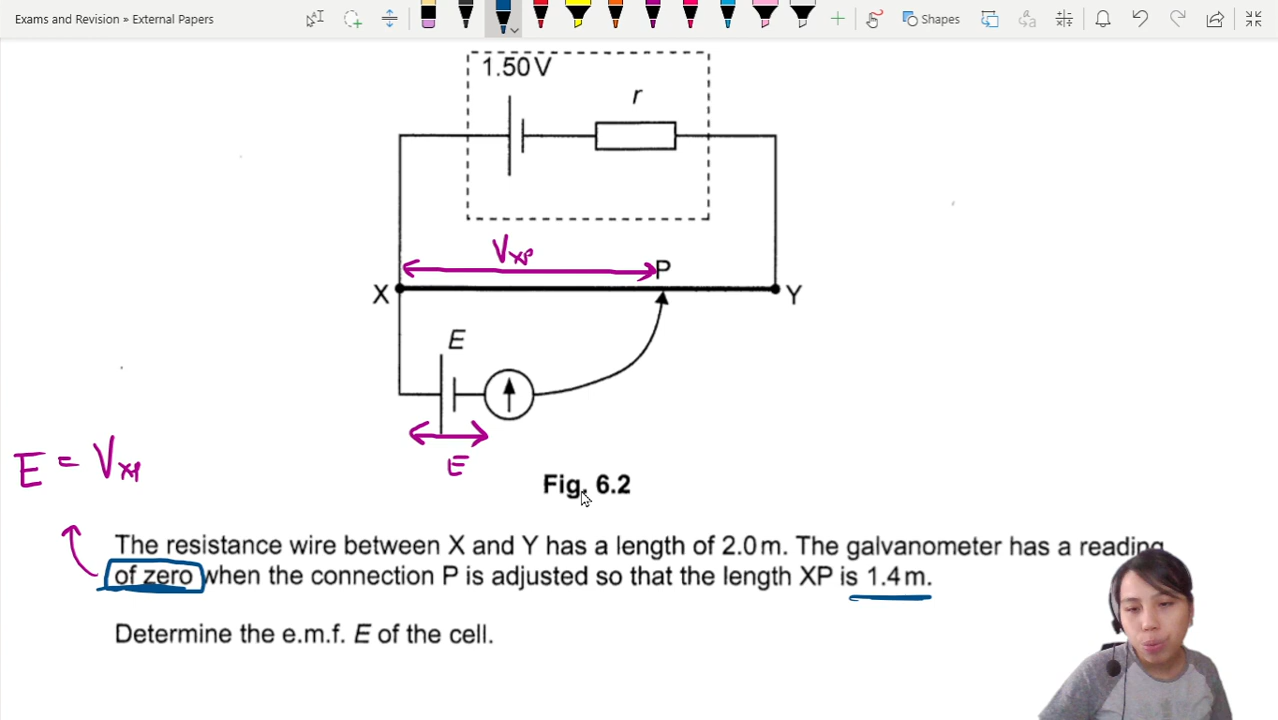 Exams and Revision » External Papers
Shapes
1.50 V
r
V_XP
P
X
Y
E
E
E = V_XP
Fig. 6.2
The resistance wire between X and Y has a length of 2.0 m. The galvanometer has a reading
of zero when the connection P is adjusted so that the length XP is 1.4 m.
Determine the e.m.f. E of the cell.